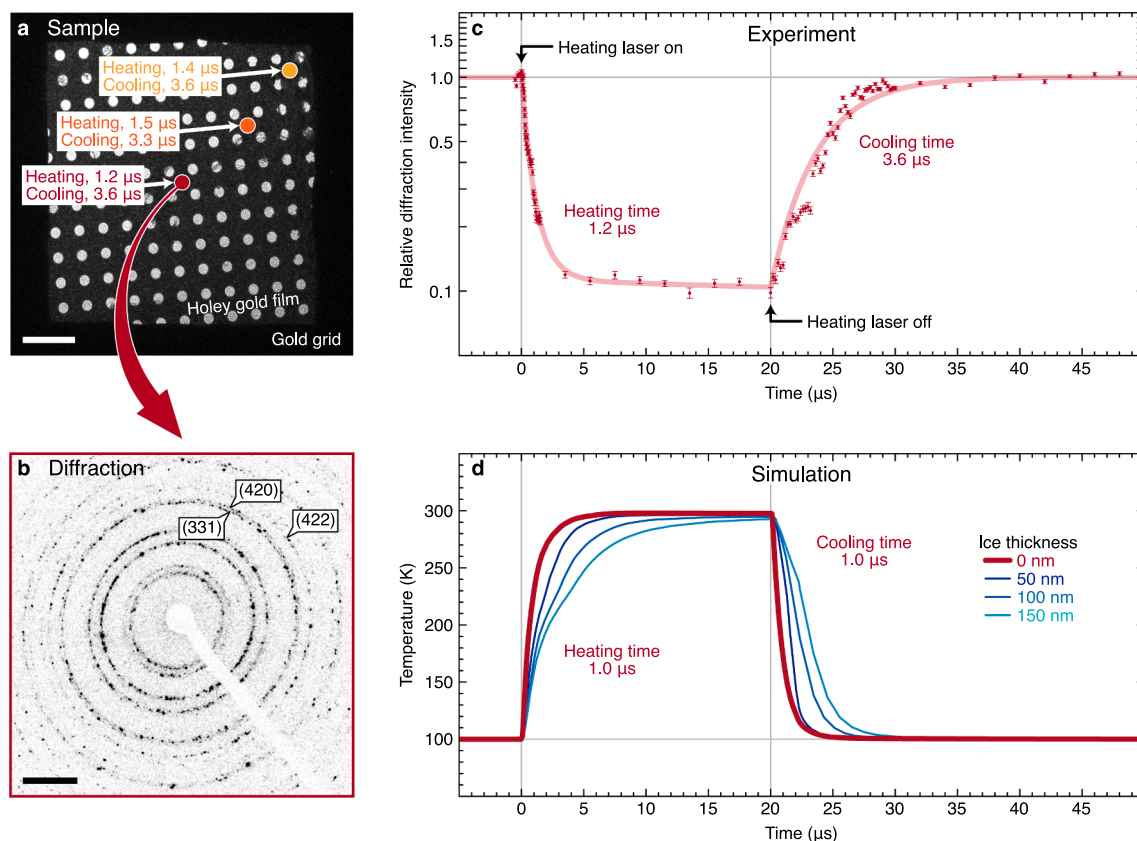 a Sample
Heating, 1.4 µs
Cooling, 3.6 µs
Heating, 1.5 µs
Cooling, 3.3 µs
Heating, 1.2 µs
Cooling, 3.6 µs
Holey gold film
Gold grid
b Diffraction
(420)
(331)
(422)
c Experiment
Heating laser on
Relative diffraction intensity
1.5
1.0
0.5
0.1
Heating time
1.2 µs
Cooling time
3.6 µs
Heating laser off
0 5 10 15 20 25 30 35 40 45
Time (µs)
d Simulation
Temperature (K)
300
250
200
150
100
Heating time
1.0 µs
Cooling time
1.0 µs
Ice thickness
0 nm
50 nm
100 nm
150 nm
0 5 10 15 20 25 30 35 40 45
Time (µs)